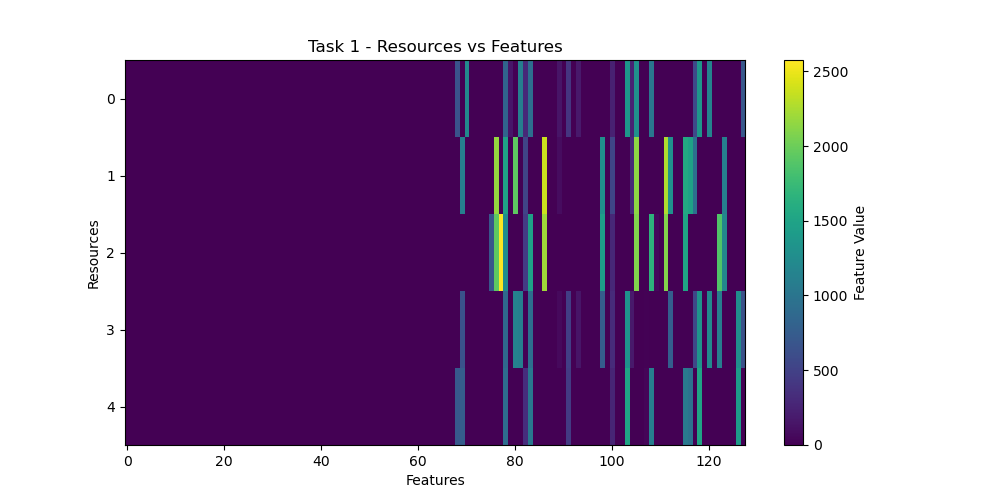 Task 1 - Resources vs Features
0
1
2
3
4
Resources
0 20 40 60 80 100 120
Features
2500
2000
1500
1000
500
0
Feature Value